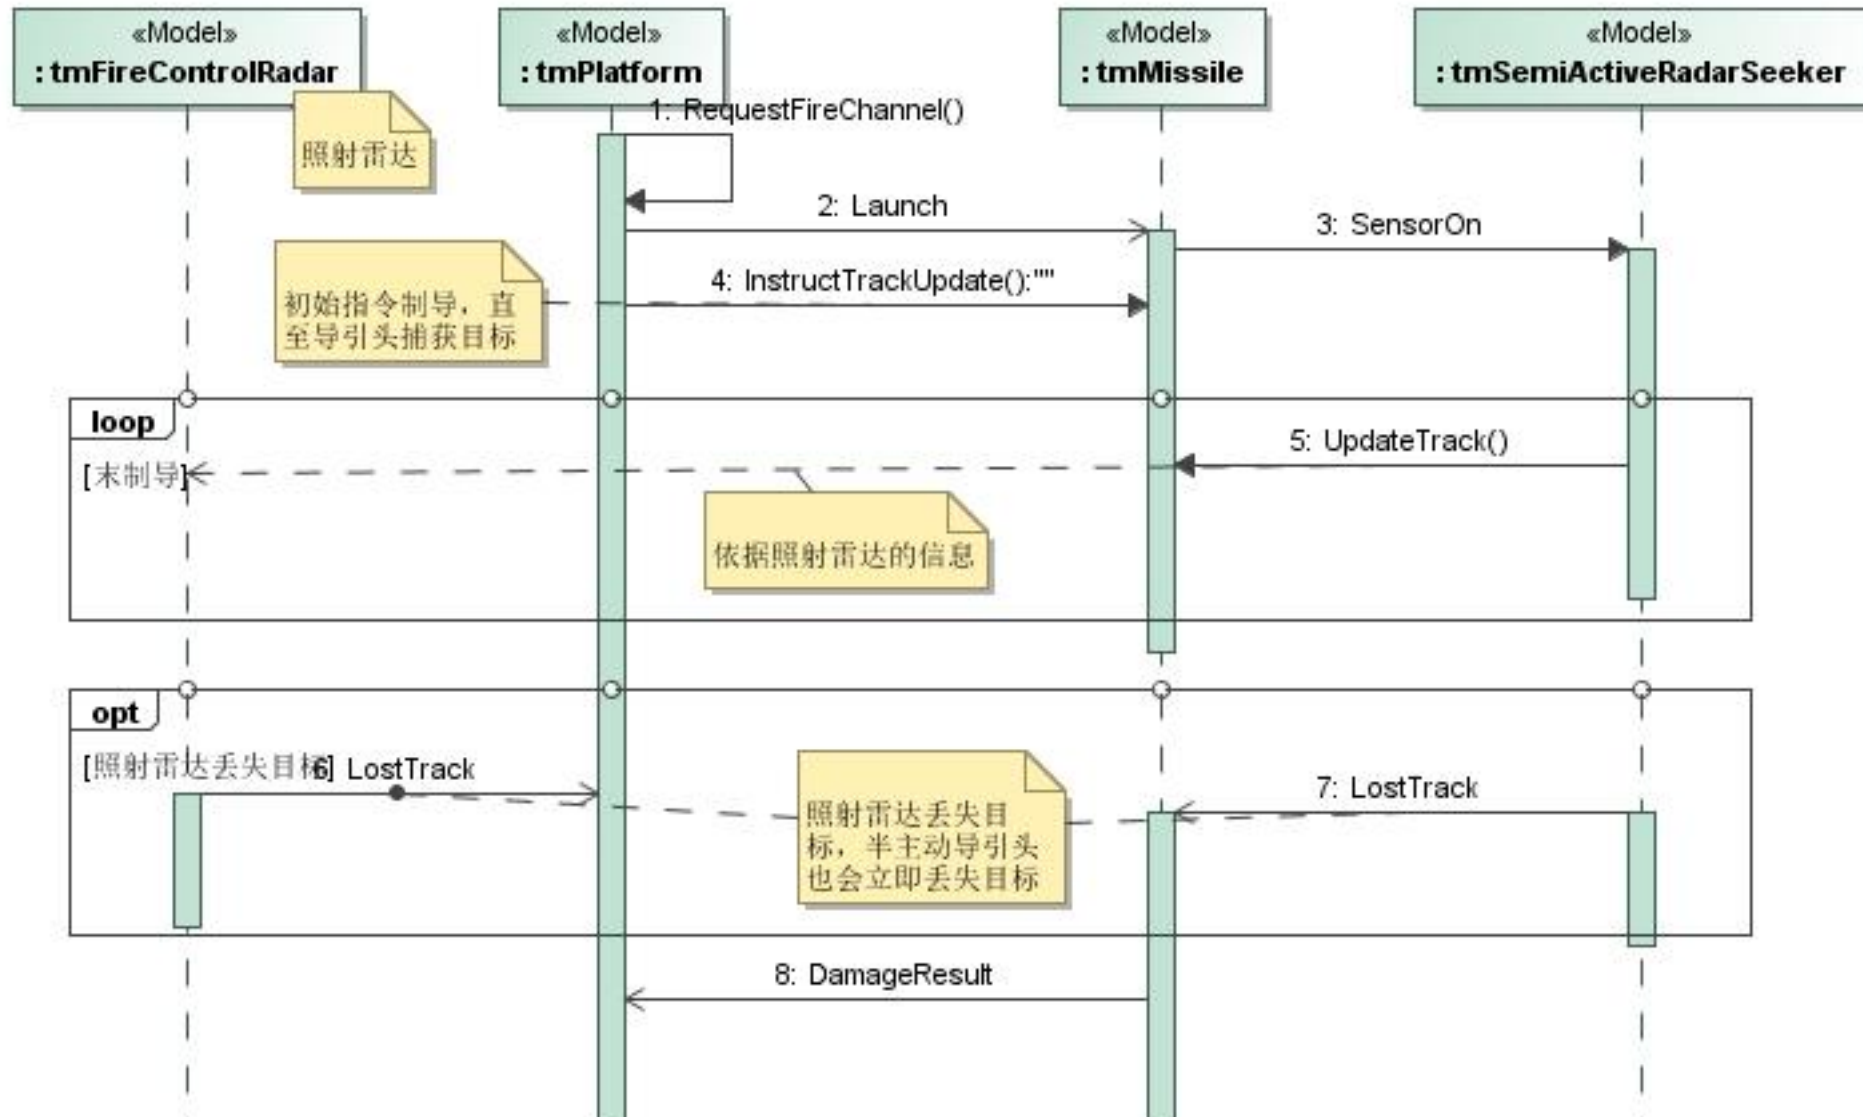 «Model»
: tmFireControlRadar
«Model»
: tmPlatform
«Model»
: tmMissile
«Model»
: tmSemiActiveRadarSeeker
照射雷达
1: RequestFireChannel()
2: Launch
3: SensorOn
4: InstructTrackUpdate():""
初始指令制导，直
至导引头捕获目标
loop
[末制导]
5: UpdateTrack()
依据照射雷达的信息
opt
[照射雷达丢失目标]
6: LostTrack
照射雷达丢失目
标，半主动导引头
也会立即丢失目标
7: LostTrack
8: DamageResult